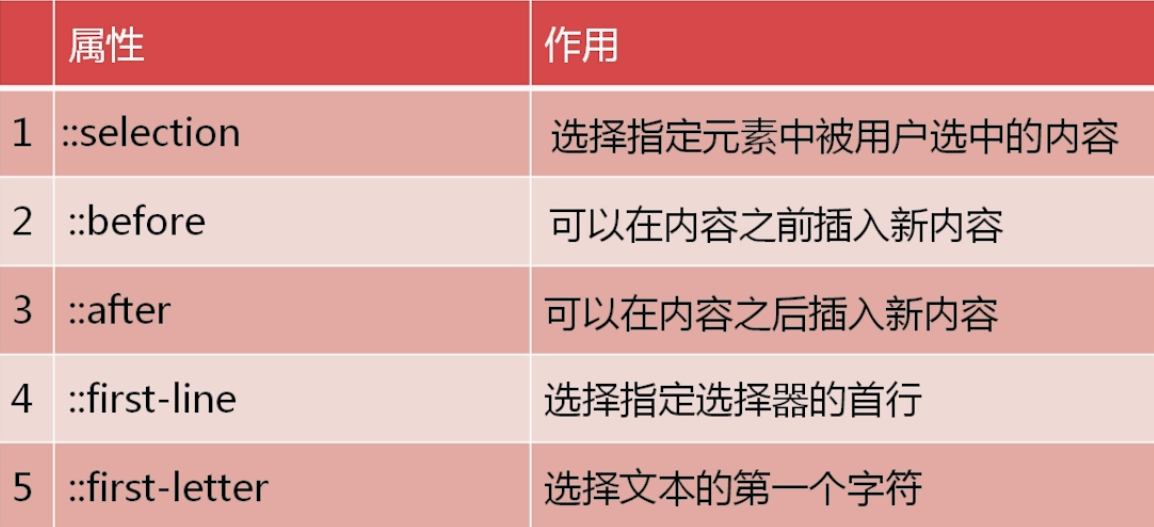 属性 作用
1 ::selection 选择指定元素中被用户选中的内容
2 ::before 可以在内容之前插入新内容
3 ::after 可以在内容之后插入新内容
4 ::first-line 选择指定选择器的首行
5 ::first-letter 选择文本的第一个字符